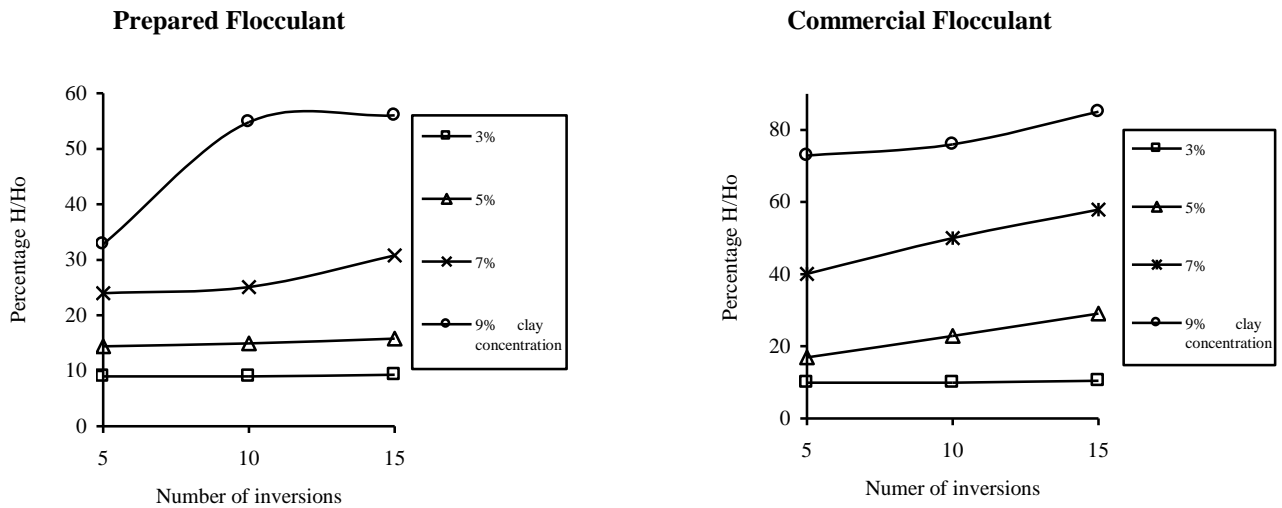 Prepared Flocculant
60
50
40
30
20
10
0
5 10 15
Percentage H/Ho
Number of inversions
3%
5%
7%
9% clay
concentration
Commercial Flocculant
80
60
40
20
0
5 10 15
Percentage H/Ho
Numer of inversions
3%
5%
7%
9% clay
concentration